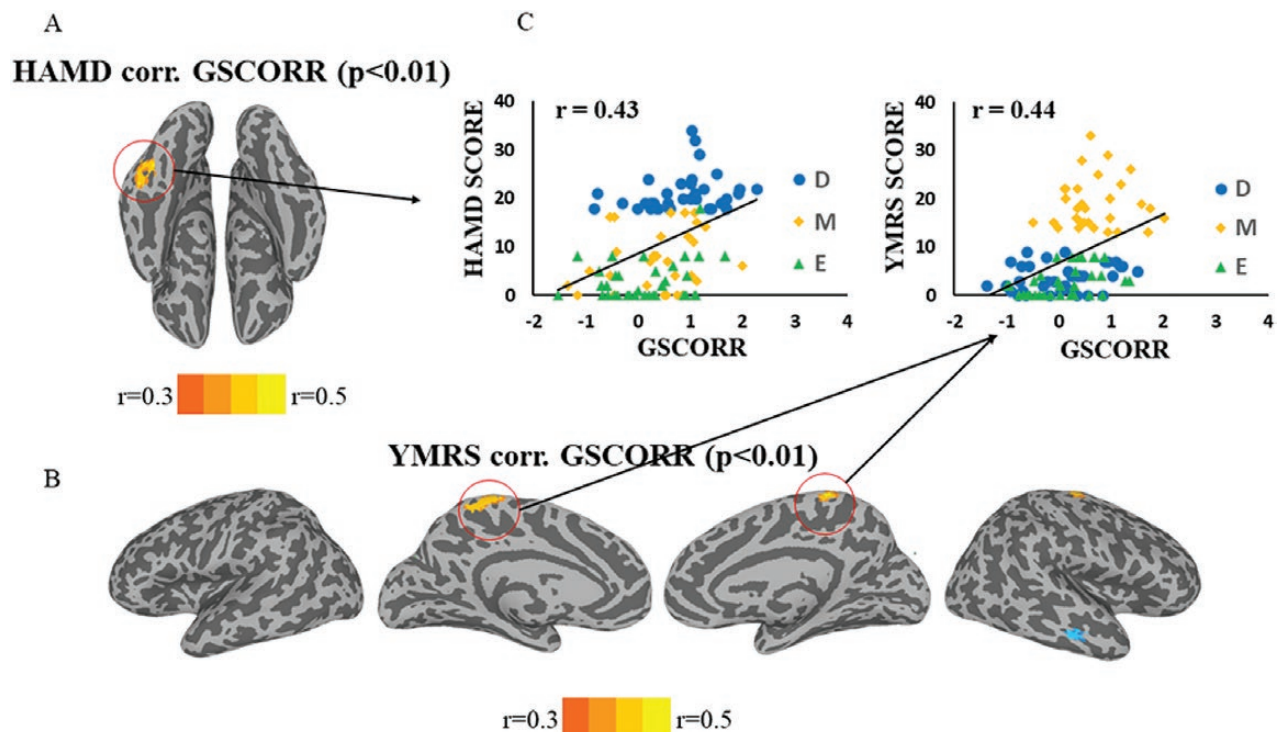 A
HAMD corr. GSCORR (p<0.01)
r=0.3 r=0.5
C
HAMD SCORE
40
30
20
10
0
r = 0.43
D
M
E
-2 -1 0 1 2 3 4
GSCORR
YMRS SCORE
40
30
20
10
0
r = 0.44
D
M
E
-2 -1 0 1 2 3 4
GSCORR
B
YMRS corr. GSCORR (p<0.01)
r=0.3 r=0.5